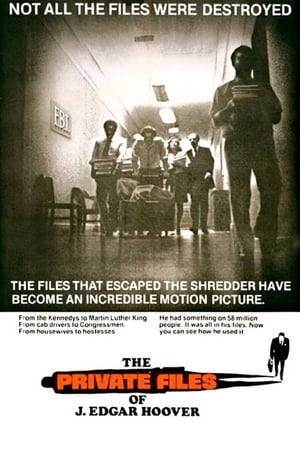 NOT ALL THE FILES WERE DESTROYED
FBI
THE FILES THAT ESCAPED THE SHREDDER HAVE
BECOME AN INCREDIBLE MOTION PICTURE.
From the Kennedys to Martin Luther King.
From cab drivers to Congressmen.
From housewives to hostesses.
He had something on 58 million
people. It was all in his files. Now
you can see how he used it.
THE
PRIVATE FILES
OF
J. EDGAR HOOVER